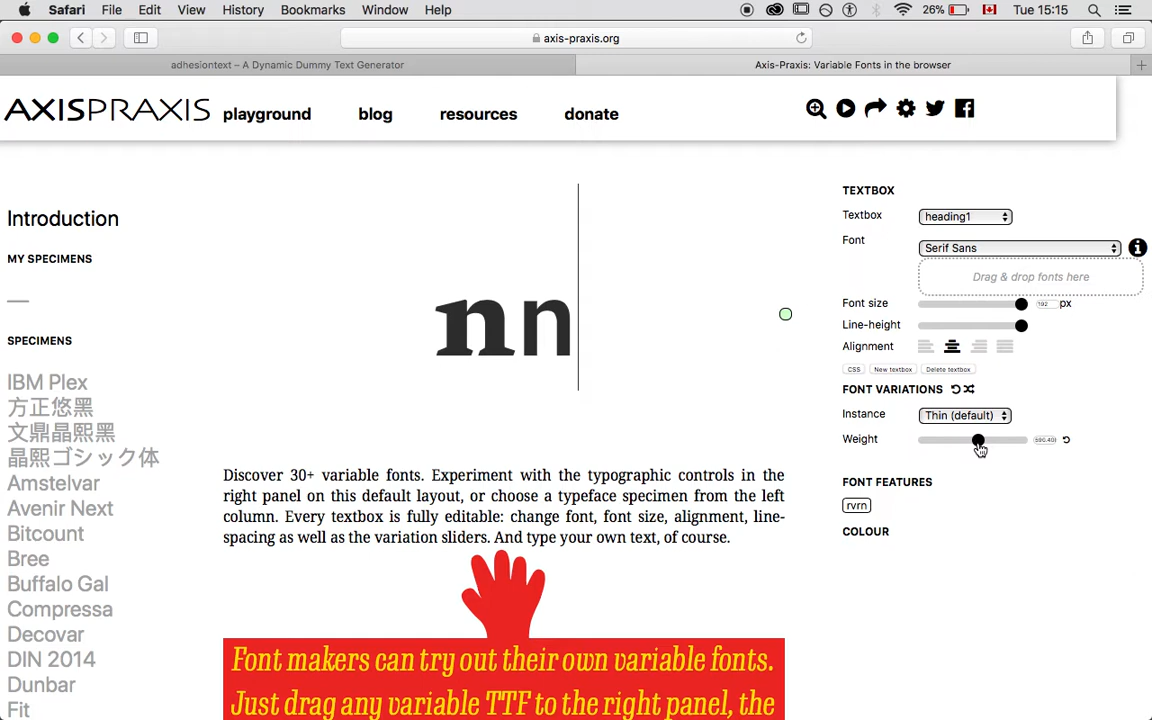 Safari File Edit View History Bookmarks Window Help 26% Tue 15:15
axis-praxis.org
adhesiontext – A Dynamic Dummy Text Generator
Axis-Praxis: Variable Fonts in the browser
AXISPRAXIS playground blog resources donate
Introduction
MY SPECIMENS
—
SPECIMENS
IBM Plex
方正悠黑
文鼎晶熙黑
晶熙ゴシック体
Amstelvar
Avenir Next
Bitcount
Bree
Buffalo Gal
Compressa
Decovar
DIN 2014
Dunbar
Fit
nn
Discover 30+ variable fonts. Experiment with the typographic controls in the
right panel on this default layout, or choose a typeface specimen from the left
column. Every textbox is fully editable: change font, font size, alignment, line-
spacing as well as the variation sliders. And type your own text, of course.
Font makers can try out their own variable fonts.
Just drag any variable TTF to the right panel, the
TEXTBOX
Textbox heading1
Font Serif Sans
Drag & drop fonts here
Font size 192 px
Line-height
Alignment
CSS New textbox Delete textbox
FONT VARIATIONS
Instance Thin (default)
Weight
FONT FEATURES
rvrn
COLOUR